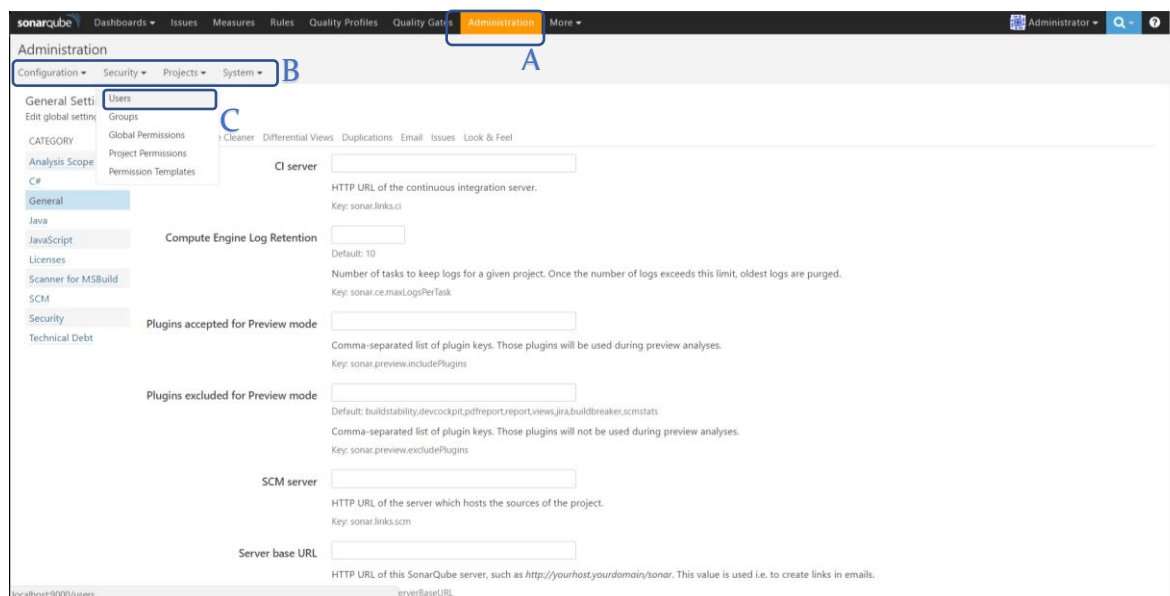 sonarqube Dashboards Issues Measures Rules Quality Profiles Quality Gates Administration More Administrator ?
A
Administration
Configuration Security Projects System B
General Setti
Edit global setting
Users
Groups
Global Permissions
Project Permissions
Permission Templates
C
Cleaner Differential Views Duplications Email Issues Look & Feel
CATEGORY
Analysis Scope
C#
General
Java
JavaScript
Licenses
Scanner for MSBuild
SCM
Security
Technical Debt
CI server
HTTP URL of the continuous integration server.
Key: sonar.links.ci
Compute Engine Log Retention
Default: 10
Number of tasks to keep logs for a given project. Once the number of logs exceeds this limit, oldest logs are purged.
Key: sonar.ce.maxLogsPerTask
Plugins accepted for Preview mode
Comma-separated list of plugin keys. Those plugins will be used during preview analyses.
Key: sonar.preview.includePlugins
Plugins excluded for Preview mode
Default: buildstability,devcockpit,pdfreport,report,views,jira,buildbreaker,scmstats
Comma-separated list of plugin keys. Those plugins will not be used during preview analyses.
Key: sonar.preview.excludePlugins
SCM server
HTTP URL of the server which hosts the sources of the project.
Key: sonar.links.scm
Server base URL
HTTP URL of this SonarQube server, such as http://yourhost.yourdomain/sonar. This value is used i.e. to create links in emails.
localhost:9000/users erverBaseURL